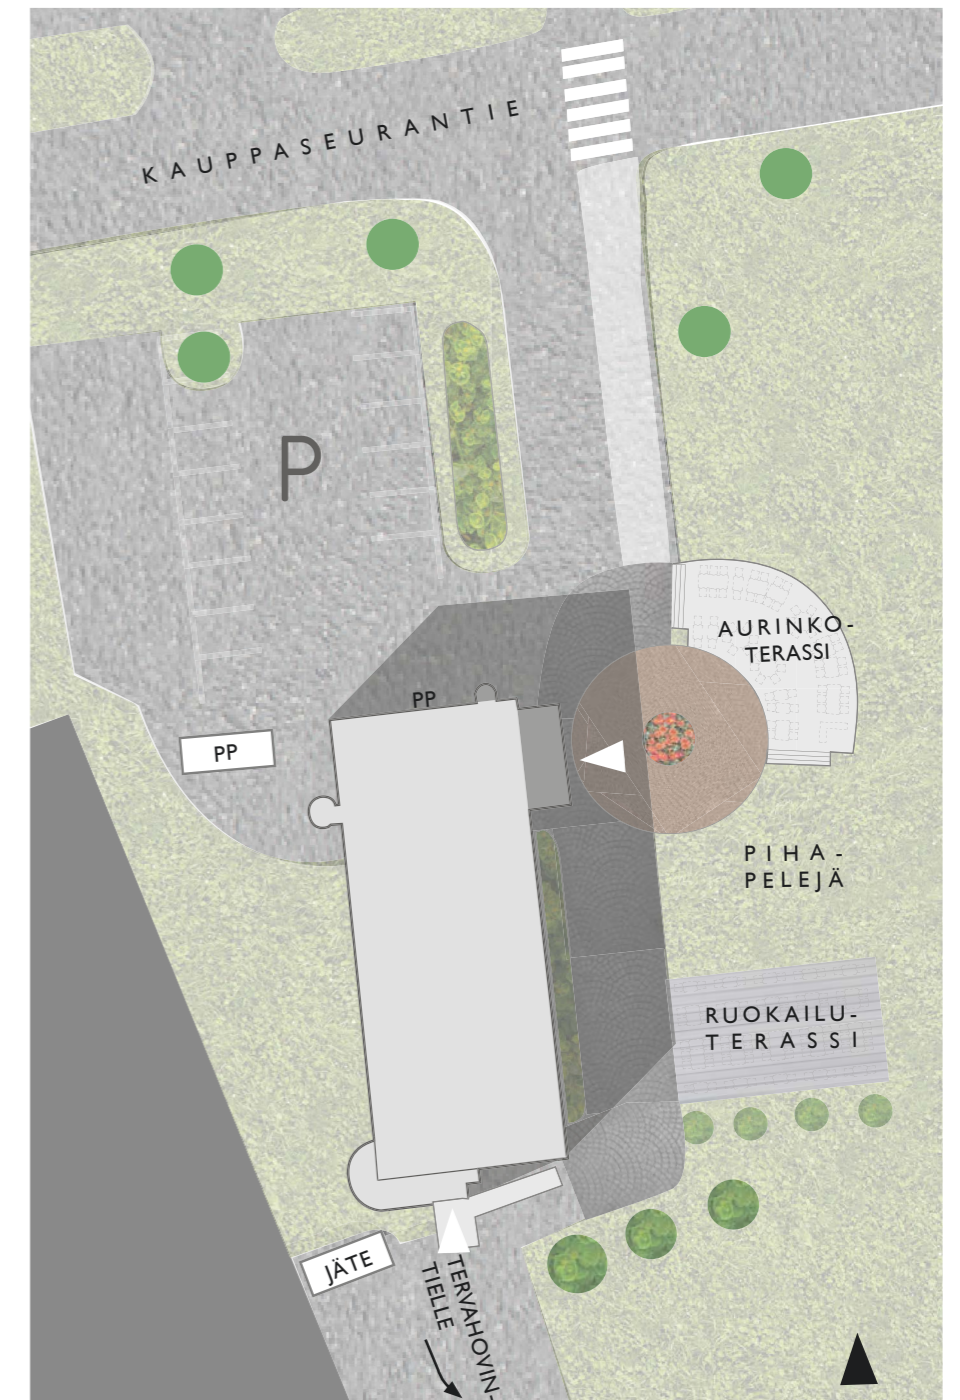 KAUPPASEURANTIE
P
AURINKO-
TERASSI
PP
PP
PIHA-
PELEJÄ
RUOKAILU-
TERASSI
JÄTE
TERVAHOVIN-
TIELLE